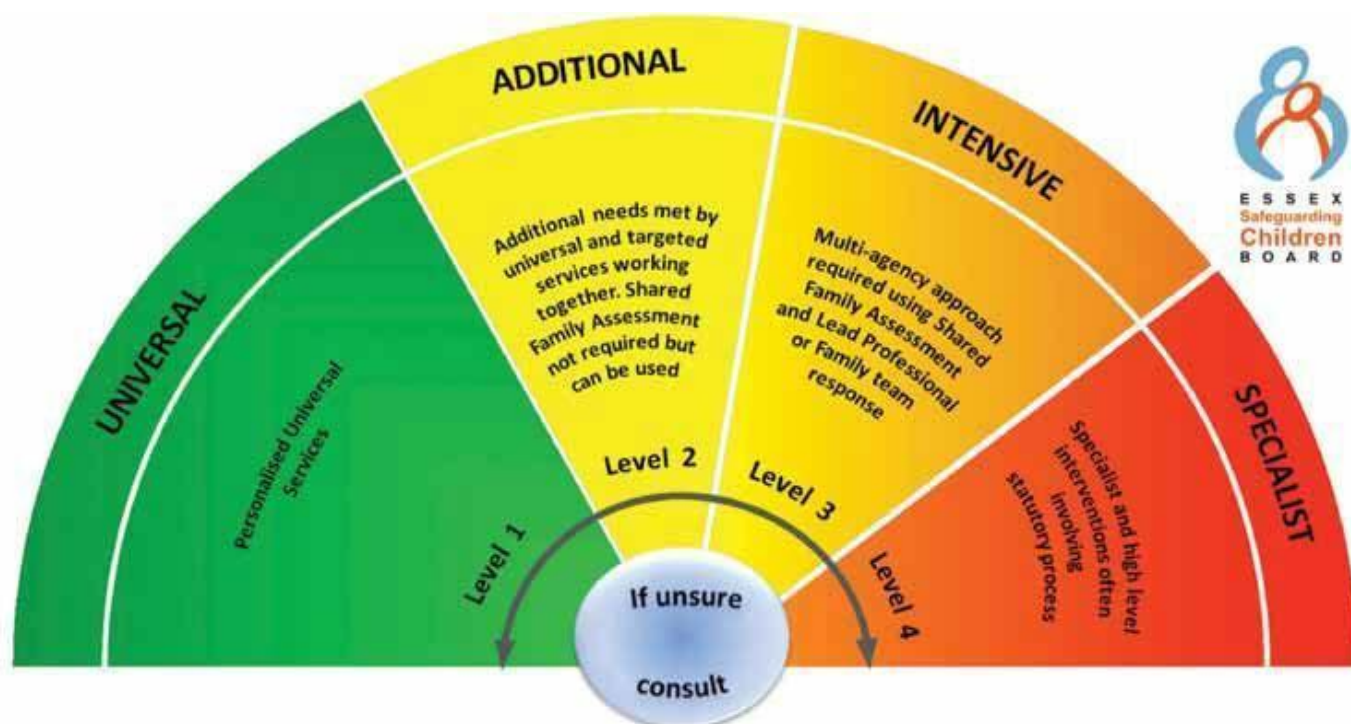 UNIVERSAL
Personalised Universal
Services
Level 1
ADDITIONAL
Additional needs met by
universal and targeted
services working
together. Shared
Family Assessment
not required but
can be used
Level 2
INTENSIVE
Multi-agency approach
required using Shared
Family Assessment
and Lead Professional
or Family team
response
Level 3
SPECIALIST
Specialist and high level
interventions often
involving
statutory process
Level 4
If unsure
consult
ESSEX
Safeguarding
Children
BOARD